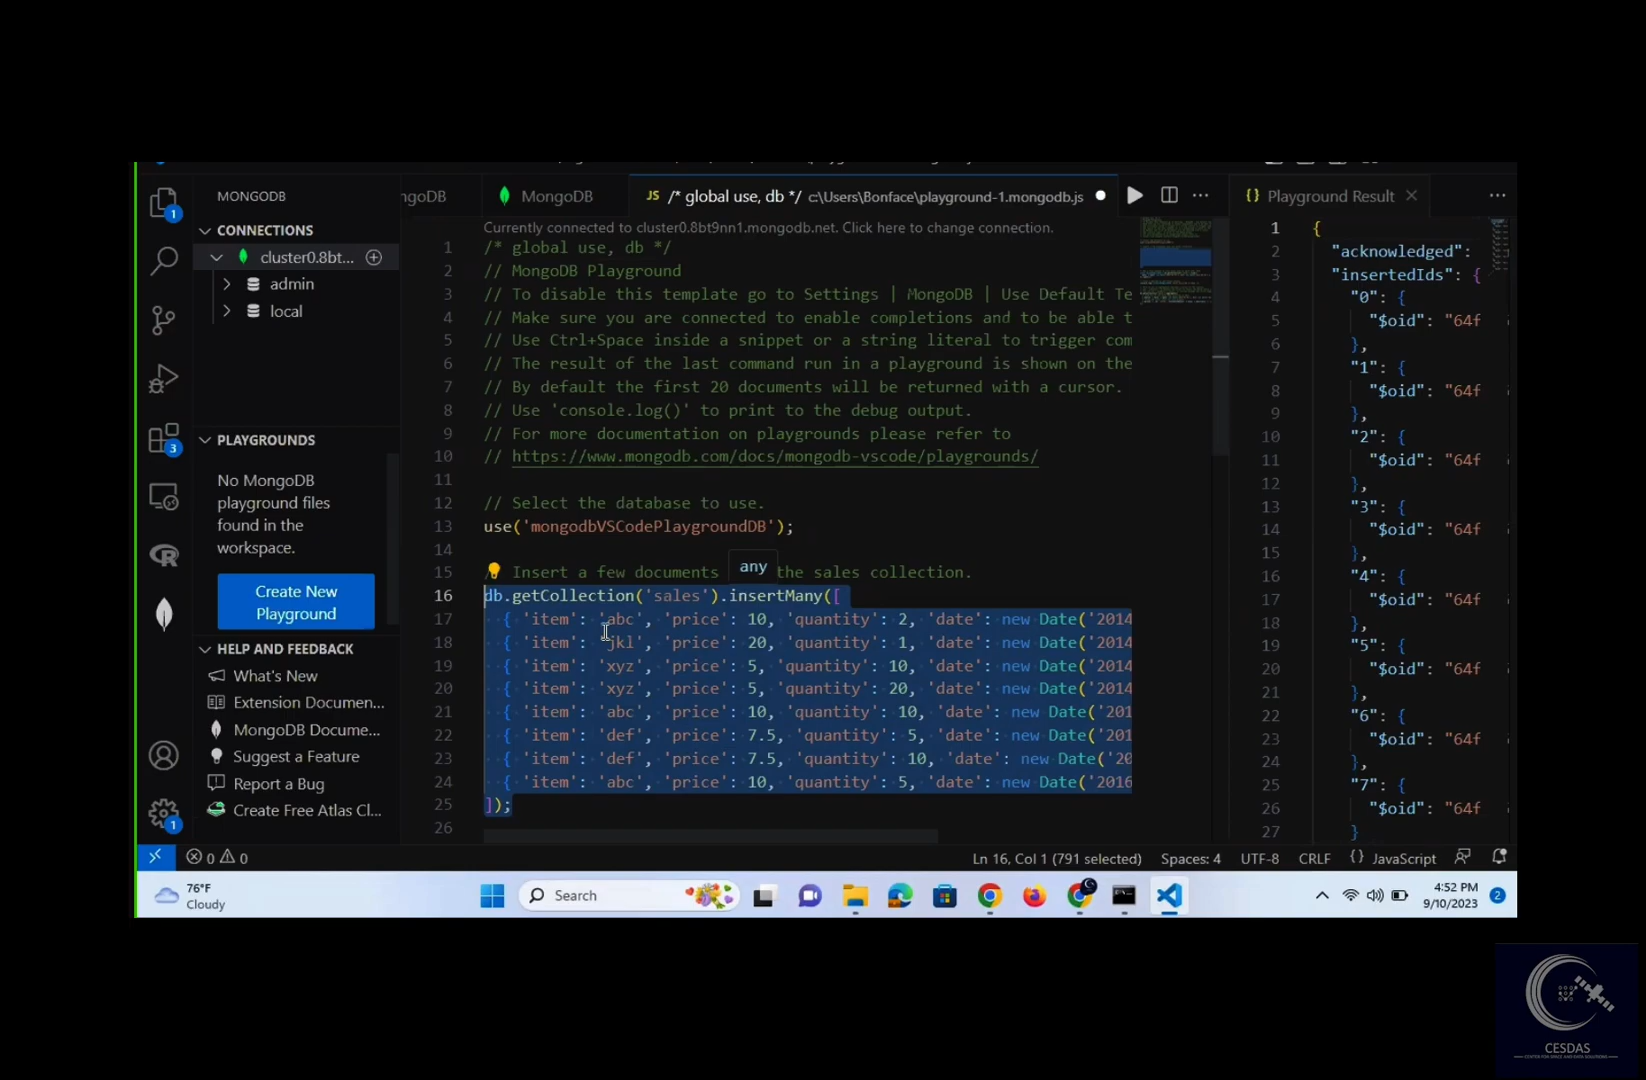 MONGODB
CONNECTIONS
cluster0.8bt...
admin
local
PLAYGROUNDS
No MongoDB
playground files
found in the
workspace.
Create New
Playground
HELP AND FEEDBACK
What's New
Extension Documen...
MongoDB Docume...
Suggest a Feature
Report a Bug
Create Free Atlas Cl...
ngoDB
MongoDB
JS /* global use, db */ c:\Users\Bonface\playground-1.mongodb.js
Currently connected to cluster0.8bt9nn1.mongodb.net. Click here to change connection.
1 /* global use, db */
2 // MongoDB Playground
3 // To disable this template go to Settings | MongoDB | Use Default Te
4 // Make sure you are connected to enable completions and to be able t
5 // Use Ctrl+Space inside a snippet or a string literal to trigger com
6 // The result of the last command run in a playground is shown on the
7 // By default the first 20 documents will be returned with a cursor.
8 // Use 'console.log()' to print to the debug output.
9 // For more documentation on playgrounds please refer to
10 // https://www.mongodb.com/docs/mongodb-vscode/playgrounds/
11
12 // Select the database to use.
13 use('mongodbVSCodePlaygroundDB');
14
any
15 / Insert a few documents the sales collection.
16 db.getCollection('sales').insertMany([
17 { 'item': 'abc', 'price': 10, 'quantity': 2, 'date': new Date('2014
18 { 'item': 'jkl', 'price': 20, 'quantity': 1, 'date': new Date('2014
19 { 'item': 'xyz', 'price': 5, 'quantity': 10, 'date': new Date('2014
20 { 'item': 'xyz', 'price': 5, 'quantity': 20, 'date': new Date('2014
21 { 'item': 'abc', 'price': 10, 'quantity': 10, 'date': new Date('201
22 { 'item': 'def', 'price': 7.5, 'quantity': 5, 'date': new Date('201
23 { 'item': 'def', 'price': 7.5, 'quantity': 10, 'date': new Date('20
24 { 'item': 'abc', 'price': 10, 'quantity': 5, 'date': new Date('2016
25 ]);
26
{} Playground Result
1 {
2 "acknowledged":
3 "insertedIds": {
4 "0": {
5 "$oid": "64f
6 },
7 "1": {
8 "$oid": "64f
9 },
10 "2": {
11 "$oid": "64f
12 },
13 "3": {
14 "$oid": "64f
15 },
16 "4": {
17 "$oid": "64f
18 },
19 "5": {
20 "$oid": "64f
21 },
22 "6": {
23 "$oid": "64f
24 },
25 "7": {
26 "$oid": "64f
27 }
1
3
1
0 0
Ln 16, Col 1 (791 selected)
Spaces: 4
UTF-8
CRLF
{} JavaScript
76°F
Cloudy
Search
4:52 PM
9/10/2023
2
CESDAS
CENTER FOR SPACE AND DATA SOLUTIONS